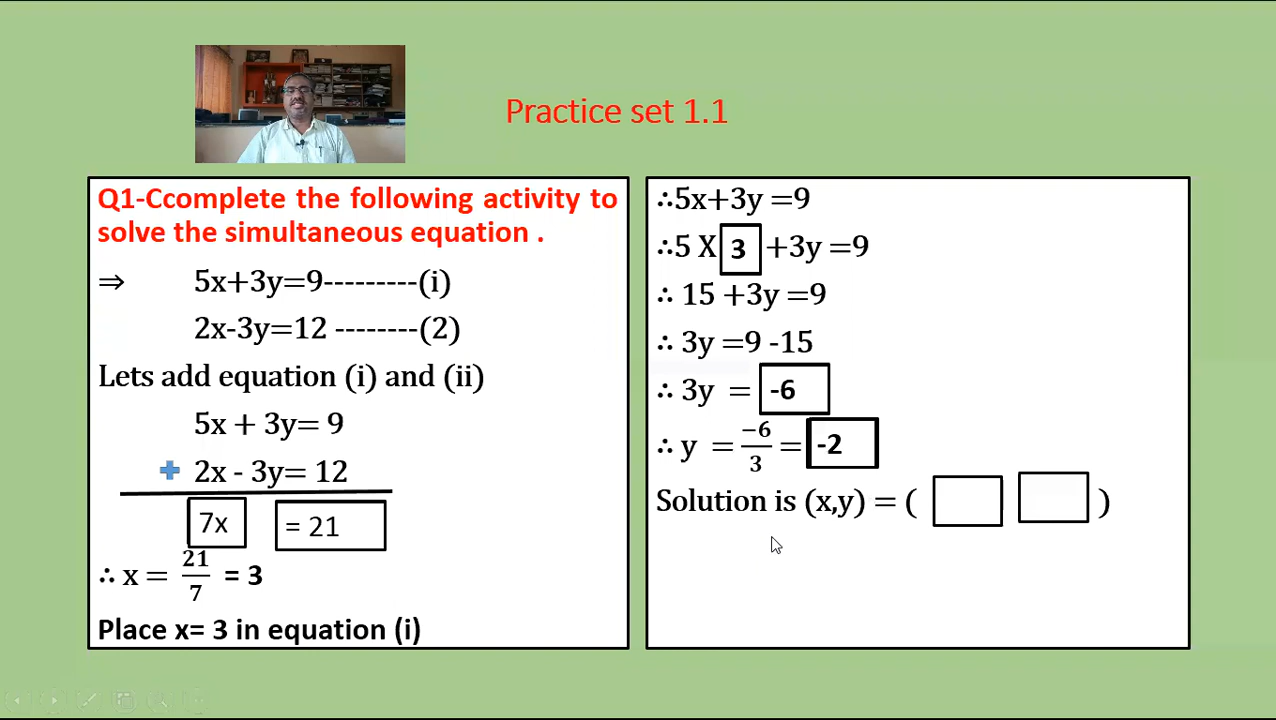 Practice set 1.1
Q1-Ccomplete the following activity to
solve the simultaneous equation .
⇒ 5x+3y=9---------(i)
2x-3y=12 --------(2)
Lets add equation (i) and (ii)
5x + 3y= 9
+ 2x - 3y= 12
7x = 21
∴ x = 21/7 = 3
Place x= 3 in equation (i)
∴5x+3y =9
∴5 X 3 +3y =9
∴ 15 +3y =9
∴ 3y =9 -15
∴ 3y = -6
∴ y = −6/3 = -2
Solution is (x,y) = ( )